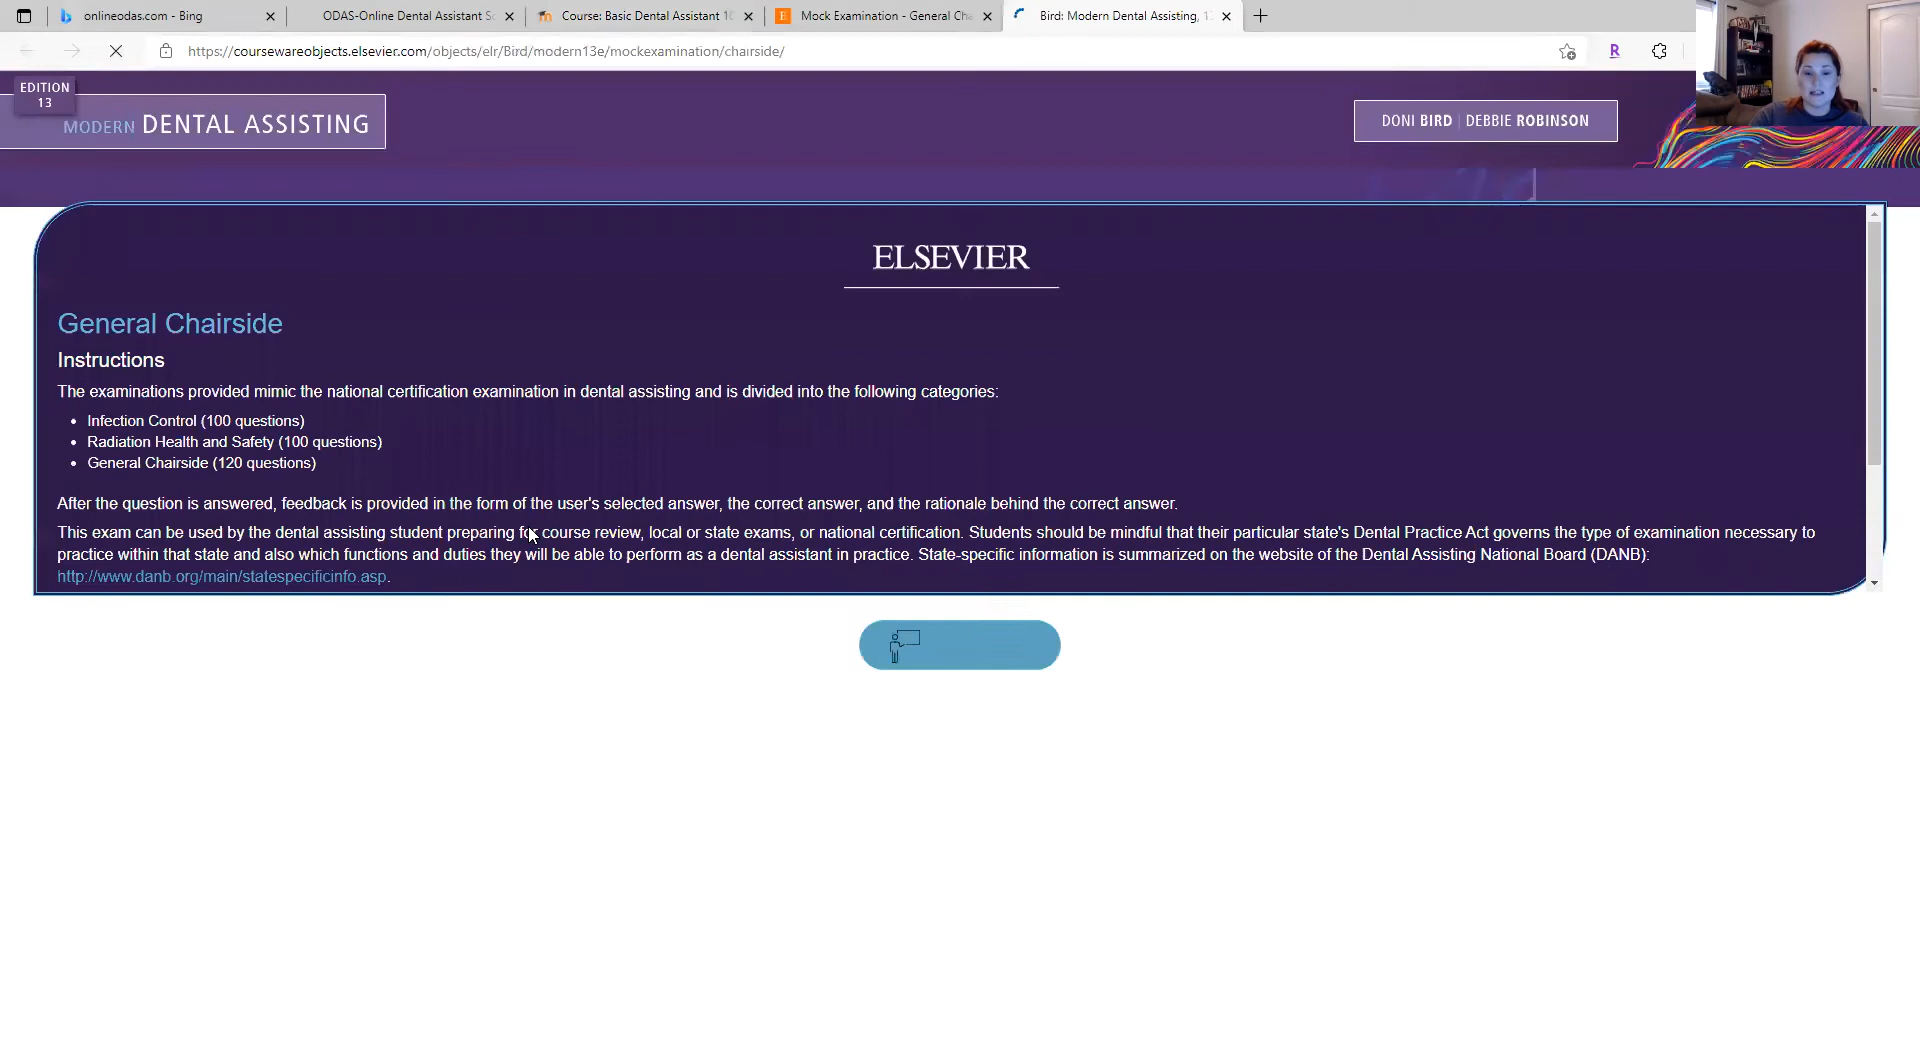 onlineodas.com - Bing
ODAS-Online Dental Assistant Sc
Course: Basic Dental Assistant 10
Mock Examination - General Cha
Bird: Modern Dental Assisting, 13
https://coursewareobjects.elsevier.com/objects/elr/Bird/modern13e/mockexamination/chairside/
R
EDITION
13
MODERN DENTAL ASSISTING
DONI BIRD | DEBBIE ROBINSON
ELSEVIER
General Chairside
Instructions
The examinations provided mimic the national certification examination in dental assisting and is divided into the following categories:
• Infection Control (100 questions)
• Radiation Health and Safety (100 questions)
• General Chairside (120 questions)
After the question is answered, feedback is provided in the form of the user's selected answer, the correct answer, and the rationale behind the correct answer.
This exam can be used by the dental assisting student preparing for course review, local or state exams, or national certification. Students should be mindful that their particular state's Dental Practice Act governs the type of examination necessary to
practice within that state and also which functions and duties they will be able to perform as a dental assistant in practice. State-specific information is summarized on the website of the Dental Assisting National Board (DANB):
http://www.danb.org/main/statespecificinfo.asp.